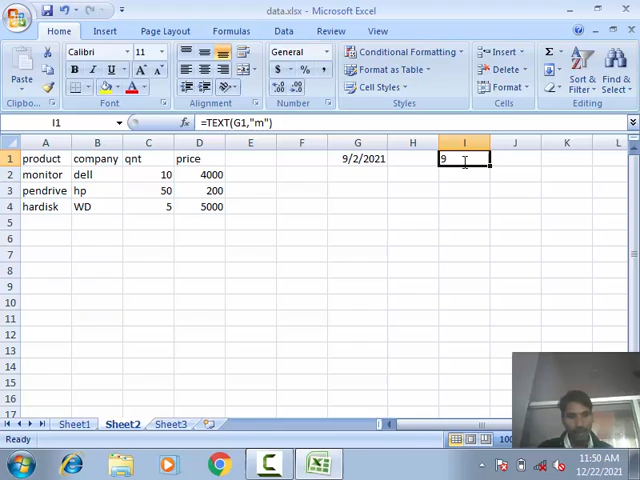 data.xlsx - Microsoft Excel
Home Insert Page Layout Formulas Data Review View
Paste
Clipboard
Calibri 11
B I U A A
Font
Alignment
General
$ % ,
Number
Conditional Formatting
Format as Table
Cell Styles
Styles
Insert
Delete
Format
Cells
Σ
Sort & Filter
Find & Select
Editing
I1 fx =TEXT(G1,"m")
A B C D E F G H I J K L
1 product company qnt price 9/2/2021 9
2 monitor dell 10 4000
3 pendrive hp 50 200
4 hardisk WD 5 5000
5
6
7
8
9
10
11
12
13
14
15
16
17
Sheet1 Sheet2 Sheet3
Ready
11:50 AM
12/22/2021